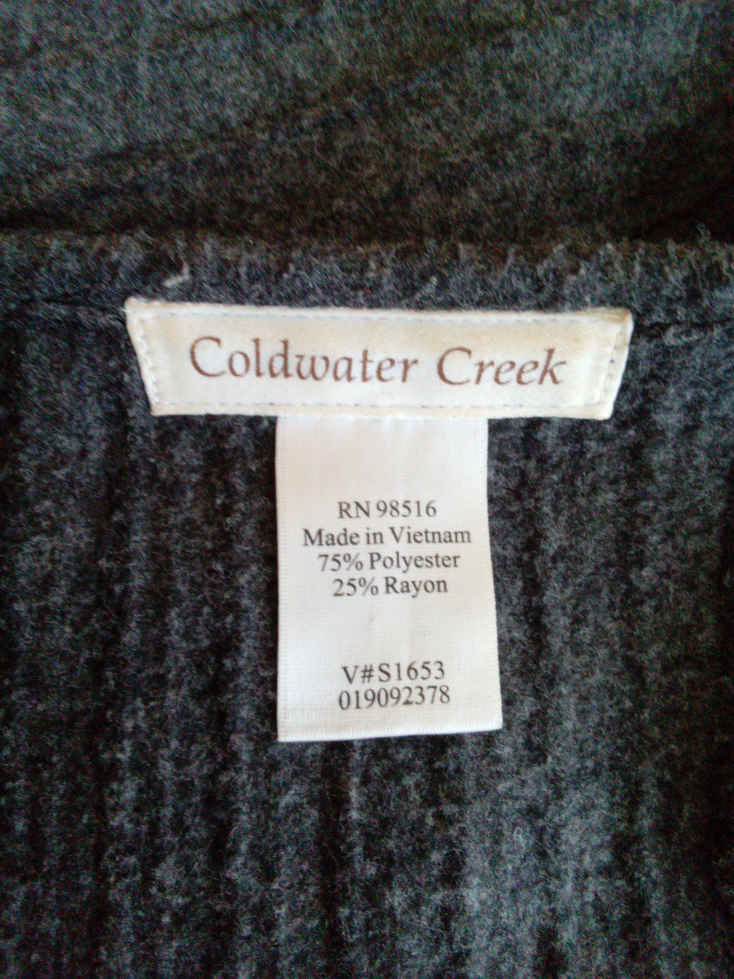 Coldwater Creek
RN 98516
Made in Vietnam
75% Polyester
25% Rayon
V#S1653
019092378